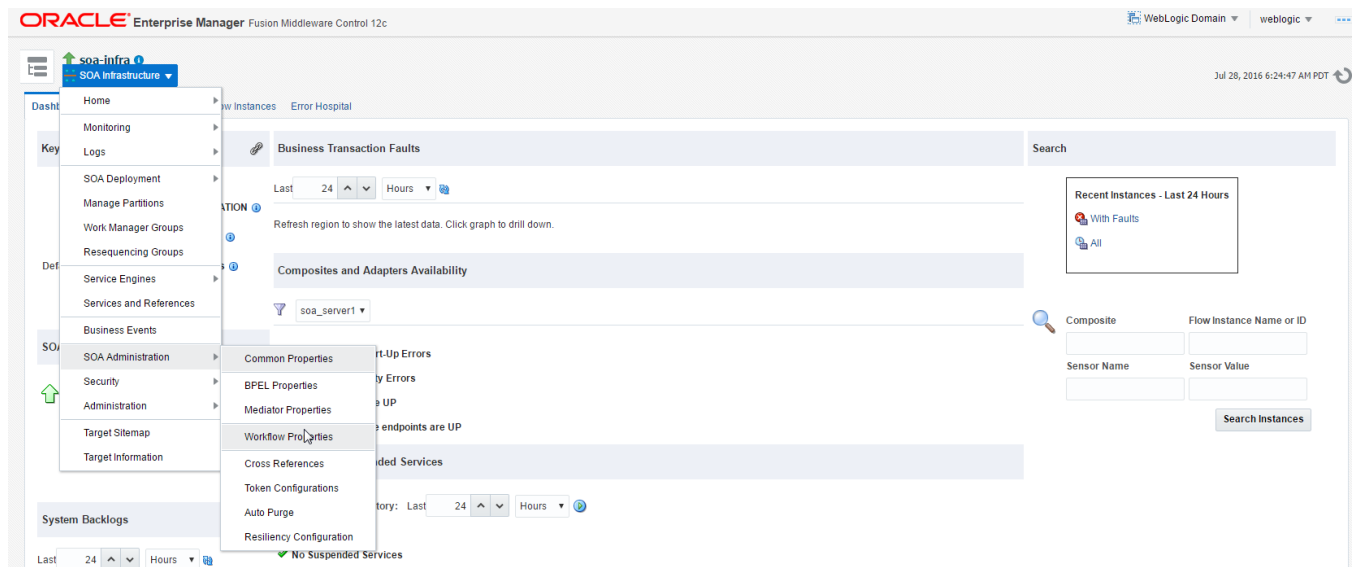 ORACLE Enterprise Manager Fusion Middleware Control 12c
WebLogic Domain
weblogic
soa-infra
SOA Infrastructure
Jul 28, 2016 6:24:47 AM PDT
Home
Monitoring
Logs
SOA Deployment
Manage Partitions
Work Manager Groups
Resequencing Groups
Service Engines
Services and References
Business Events
SOA Administration
Security
Administration
Target Sitemap
Target Information
Common Properties
BPEL Properties
Mediator Properties
Workflow Properties
Cross References
Token Configurations
Auto Purge
Resiliency Configuration
Instances Error Hospital
Key
Business Transaction Faults
Last 24 Hours
Refresh region to show the latest data. Click graph to drill down.
Composites and Adapters Availability
soa_server1
rt-Up Errors
Errors
UP
endpoints are UP
Services
Last 24 Hours
No Suspended Services
System Backlogs
Last 24 Hours
Search
Recent Instances - Last 24 Hours
With Faults
All
Composite Flow Instance Name or ID
Sensor Name Sensor Value
Search Instances